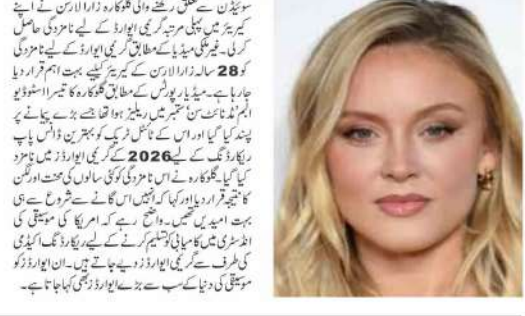 سویڈن سے تعلق رکھنے والی گلوکارہ زارا لارسن نے اپنے
کیریئر میں پہلی مرتبہ گریمی ایوارڈ کے لیے نامزدگی حاصل
کرلی۔ غیرملکی میڈیا کے مطابق گریمی ایوارڈ کے لیے نامزدگی
کو 28 سالہ زارا لارسن کے کیریئر کیلئے بہت اہم قرار دیا
جارہا ہے۔ میڈیا رپورٹس کے مطابق گلوکارہ کا تیسرا اسٹوڈیو
البم ’مڈنائٹ سن‘ ستمبر میں ریلیز ہوا تھا جسے بڑے پیمانے پر
پسند کیا گیا اور اس کے ٹائٹل ٹریک کو بہترین ڈانس پاپ
ریکارڈنگ کے لیے 2026 کے گریمی ایوارڈز میں نامزد
کیا گیا۔ گلوکارہ نے اس نامزدگی کو کئی سالوں کی محنت اور لگن
کا نتیجہ قرار دیا اور کہا کہ انہیں اس گانے سے شروع سے ہی
بہت امیدیں تھیں۔ واضح رہے کہ امریکا کی موسیقی کی
انڈسٹری میں کامیابی کو تسلیم کرنے کے لیے ریکارڈنگ اکیڈمی
کی طرف سے گریمی ایوارڈز دیے جاتے ہیں۔ ان ایوارڈز کو
موسیقی کی دنیا کے سب سے بڑے ایوارڈز بھی کہا جاتا ہے۔